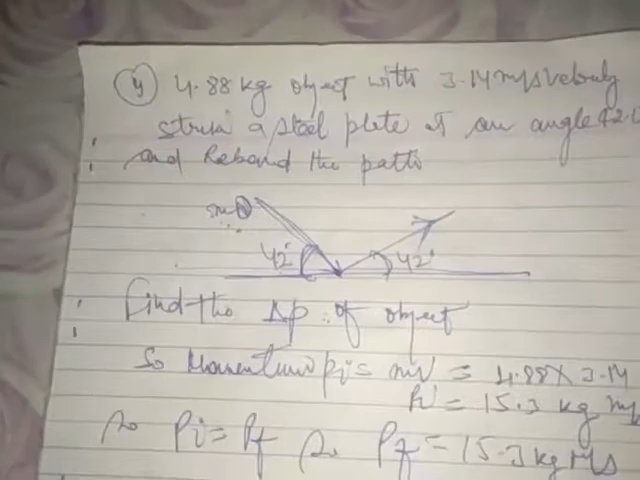 (4) 4.88 kg object with 3.14 m/s velocity
strike a steel plate at an angle 42
and Rebound the path
42° 42°
Find the Δp of object
So Momentum Pi = mv = 4.88 x 3.14
Pi = 15.3 kg m/s
So Pi = Pf So Pf = 15.3 kg m/s